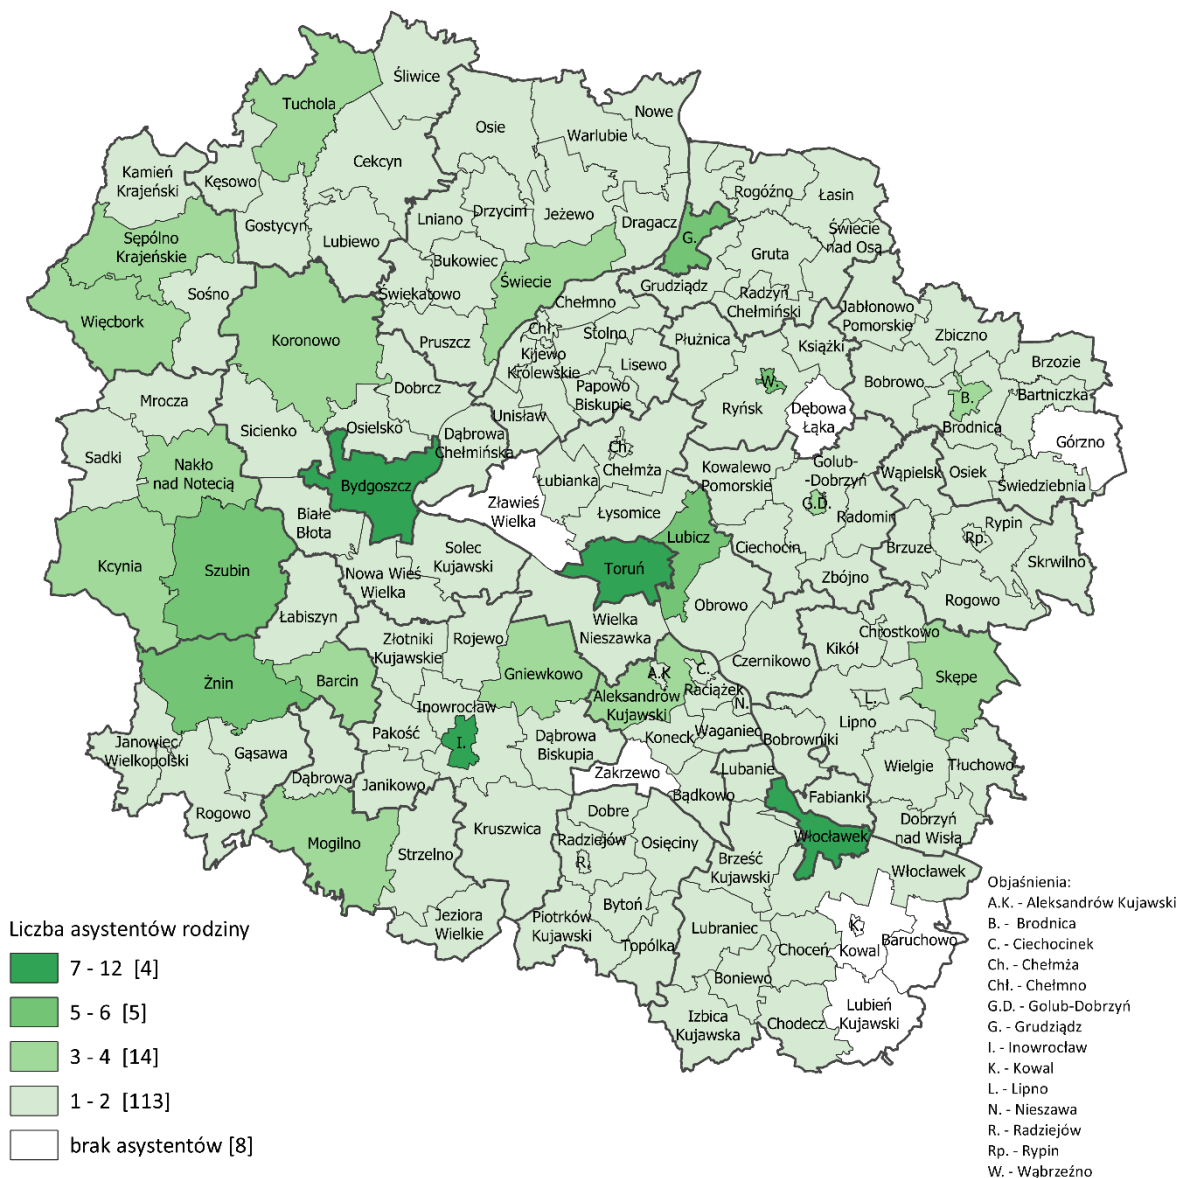 Śliwice
Tuchola
Nowe
Osie
Warlubie
Cekcyn
Kamień
Krajeński
Kęsowo
Rogóźno
Łasin
Lniano
Drzycim
Jeżewo
Dragacz
Gostycyn
Lubiewo
Świecie
nad Osą
Sępólno
Krajeńskie
G.
Gruta
Bukowiec
Świecie
Sośno
Świekatowo
Grudziądz
Radzyń
Chełmiński
Chełmno
Jabłonowo
Pomorskie
Więcbork
Koronowo
Pruszcz
Chł.
Stolno
Płużnica
Książki
Zbiczno
Kijewo
Królewskie
Lisewo
Brzozie
Dobrcz
Papowo
Biskupie
W.
Bobrowo
Bartniczka
B.
Mrocza
Unisław
Ryńsk
Dębowa
Łąka
Brodnica
Sicienko
Osielsko
Dąbrowa
Chełmińska
Górzno
Ch.
Sadki
Nakło
nad Notecią
Chełmża
Kowalewo
Pomorskie
Golub-
-Dobrzyń
Wąpielsk
Osiek
Świedziebnia
Bydgoszcz
Łubianka
Zławieś
Wielka
G.D.
Białe
Błota
Łysomice
Radomin
Rypin
Rp.
Lubicz
Ciechocin
Brzuze
Solec
Kujawski
Skrwilno
Kcynia
Szubin
Toruń
Nowa Wieś
Wielka
Zbójno
Rogowo
Łabiszyn
Obrowo
Wielka
Nieszawka
Złotniki
Kujawskie
Rojewo
Chrostkowo
Kikół
Czernikowo
Żnin
Barcin
Gniewkowo
A.K
C.
Skępe
Aleksandrów
Kujawski
Raciążek
L.
N.
Inowrocław
Lipno
Pakość
I.
Dąbrowa
Biskupia
Koneck
Waganiec
Bobrowniki
Janowiec
Wielkopolski
Gąsawa
Wielgie
Tłuchowo
Dąbrowa
Janikowo
Zakrzewo
Lubanie
Bądkowo
Fabianki
Rogowo
Dobre
Dobrzyń
nad Wisłą
Mogilno
Kruszwica
Radziejów
Osięciny
Włocławek
Strzelno
R.
Brześć
Kujawski
Włocławek
Bytoń
Jeziora
Wielkie
Piotrków
Kujawski
Lubraniec
K.
Kowal
Baruchowo
Topólka
Choceń
Boniewo
Lubień
Kujawski
Izbica
Kujawska
Chodecz
Liczba asystentów rodziny
7 - 12 [4]
5 - 6 [5]
3 - 4 [14]
1 - 2 [113]
brak asystentów [8]
Objaśnienia:
A.K. - Aleksandrów Kujawski
B. - Brodnica
C. - Ciechocinek
Ch. - Chełmża
Chł. - Chełmno
G.D. - Golub-Dobrzyń
G. - Grudziądz
I. - Inowrocław
K. - Kowal
L. - Lipno
N. - Nieszawa
R. - Radziejów
Rp. - Rypin
W. - Wąbrzeźno